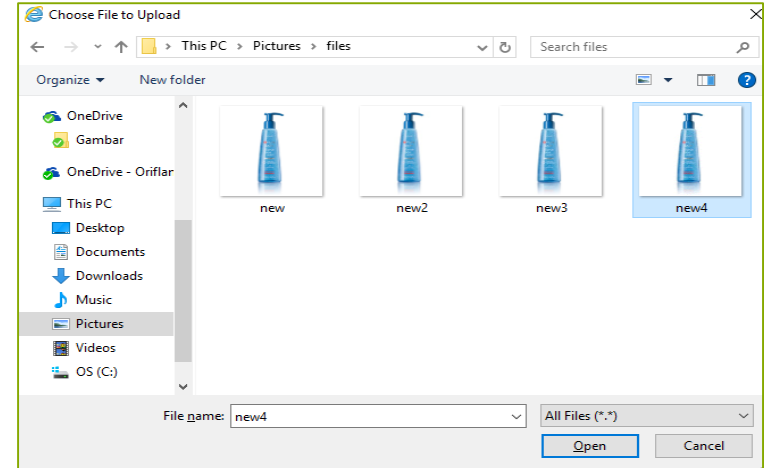 Choose File to Upload
This PC > Pictures > files
Search files
Organize
New folder
OneDrive
Gambar
OneDrive - Oriflar
This PC
Desktop
Documents
Downloads
Music
Pictures
Videos
OS (C:)
new
new2
new3
new4
File name: new4
All Files (*.*)
Open
Cancel